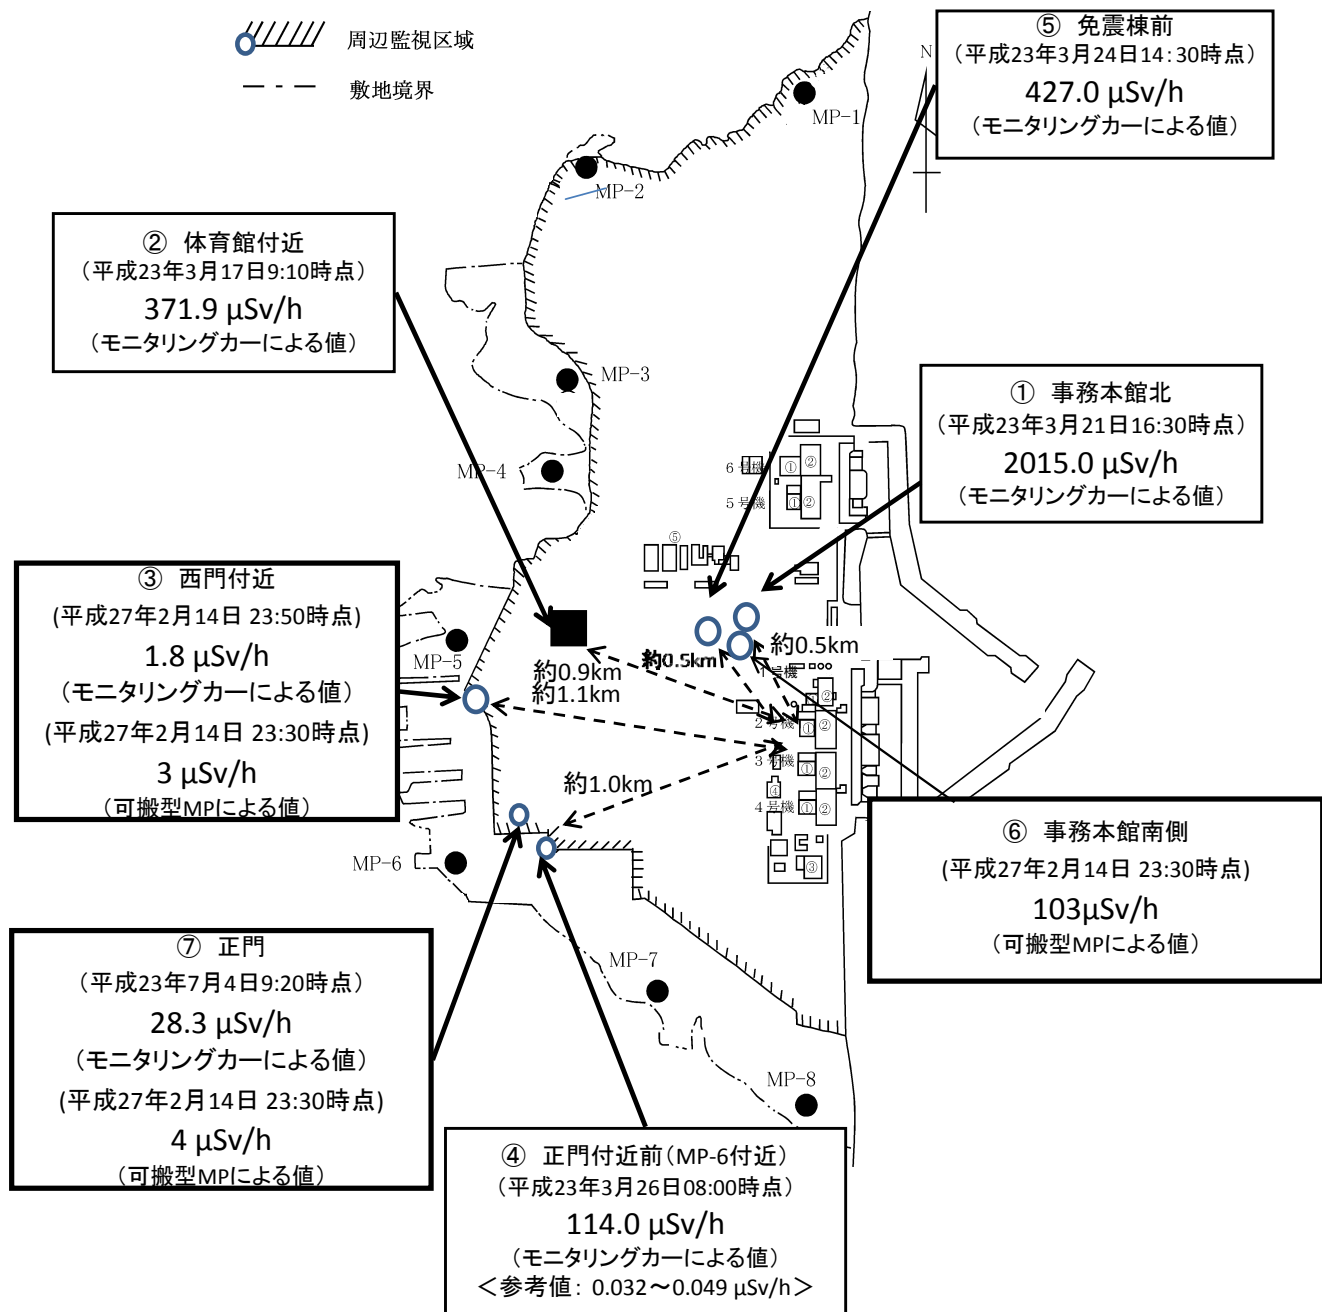 周辺監視区域
敷地境界
⑤ 免震棟前
（平成23年3月24日14：30時点）
427.0 μSv/h
（モニタリングカーによる値）
N
MP-1
MP-2
② 体育館付近
（平成23年3月17日9:10時点）
371.9 μSv/h
（モニタリングカーによる値）
MP-3
MP-4
① 事務本館北
（平成23年3月21日16:30時点）
2015.0 μSv/h
（モニタリングカーによる値）
6号機
①
②
5号機
①
②
⑤
③ 西門付近
(平成27年2月14日 23:50時点)
1.8 μSv/h
（モニタリングカーによる値）
(平成27年2月14日 23:30時点)
3 μSv/h
（可搬型MPによる値）
MP-5
約0.9km
約1.1km
約0.5km
約0.5km
1号機
②
2号機
①
②
3号機
①
②
約1.0km
④
4号機
①
②
③
MP-6
⑥ 事務本館南側
(平成27年2月14日 23:30時点)
103μSv/h
（可搬型MPによる値）
⑦ 正門
（平成23年7月4日9:20時点）
28.3 μSv/h
（モニタリングカーによる値）
(平成27年2月14日 23:30時点)
4 μSv/h
（可搬型MPによる値）
MP-7
MP-8
④ 正門付近前（MP-6付近）
（平成23年3月26日08:00時点）
114.0 μSv/h
（モニタリングカーによる値）
＜参考値：0.032～0.049 μSv/h＞